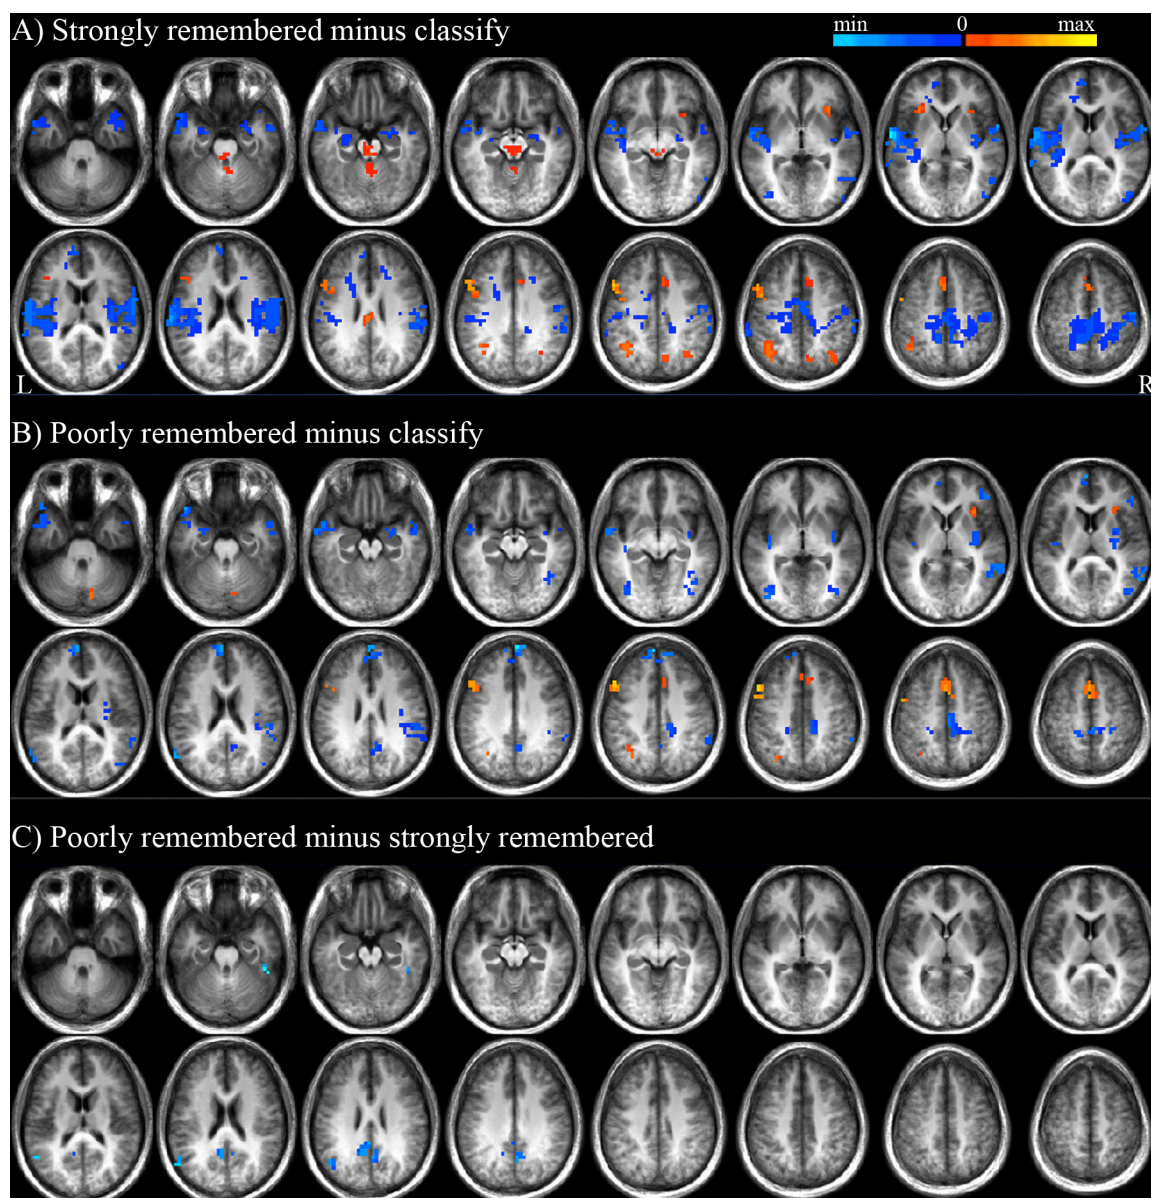 A) Strongly remembered minus classify
min 0 max
L R
B) Poorly remembered minus classify
C) Poorly remembered minus strongly remembered